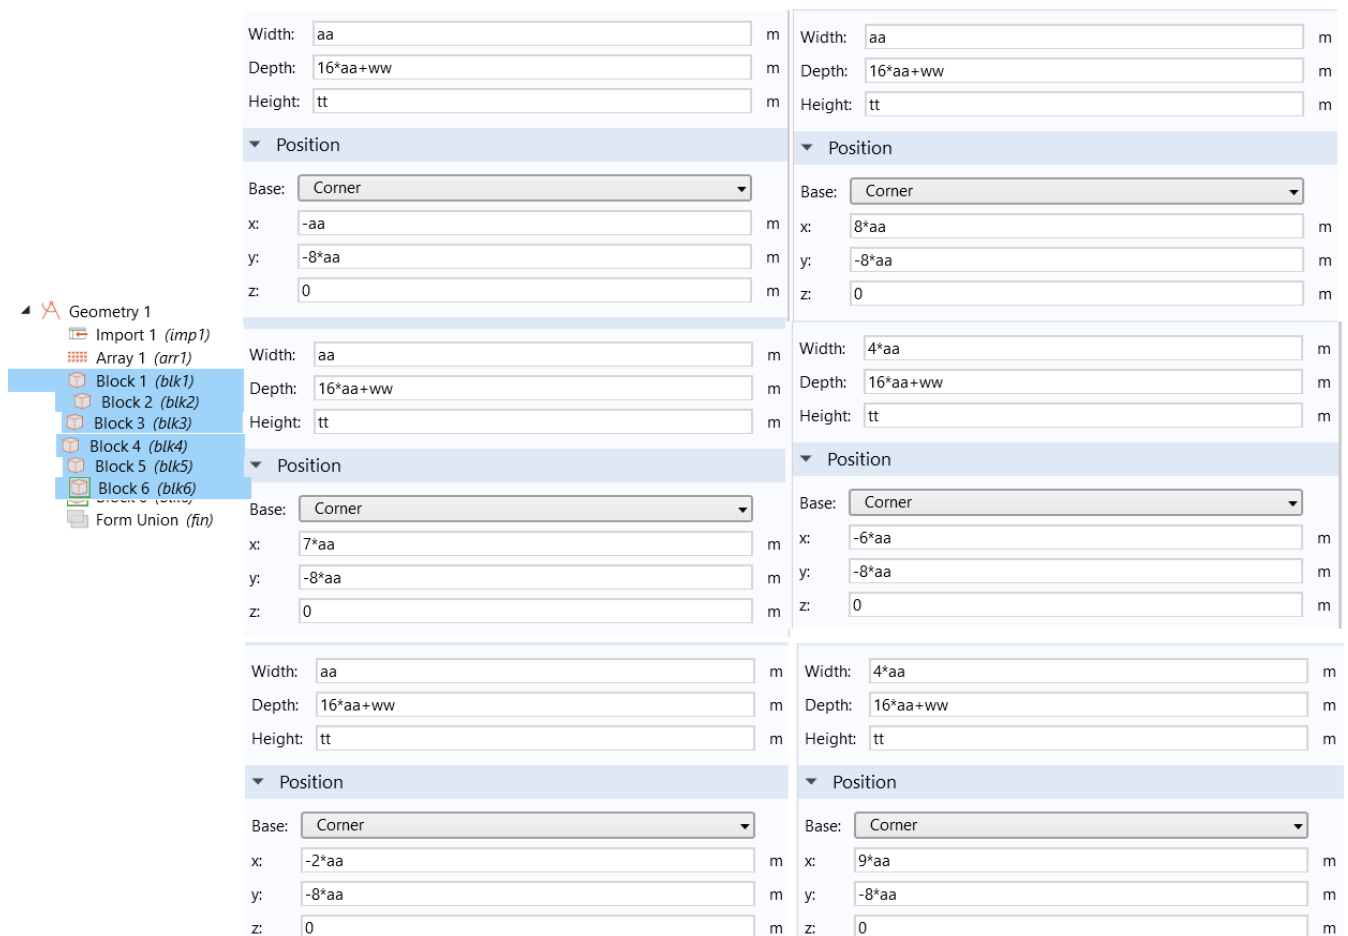 Geometry 1
Import 1 (imp1)
Array 1 (arr1)
Block 1 (blk1)
Block 2 (blk2)
Block 3 (blk3)
Block 4 (blk4)
Block 5 (blk5)
Block 6 (blk6)
Form Union (fin)
Width: aa m
Depth: 16*aa+ww m
Height: tt m
Position
Base: Corner
x: -aa m
y: -8*aa m
z: 0 m
Width: aa m
Depth: 16*aa+ww m
Height: tt m
Position
Base: Corner
x: 8*aa m
y: -8*aa m
z: 0 m
Width: aa m
Depth: 16*aa+ww m
Height: tt m
Position
Base: Corner
x: 7*aa m
y: -8*aa m
z: 0 m
Width: 4*aa m
Depth: 16*aa+ww m
Height: tt m
Position
Base: Corner
x: -6*aa m
y: -8*aa m
z: 0 m
Width: aa m
Depth: 16*aa+ww m
Height: tt m
Position
Base: Corner
x: -2*aa m
y: -8*aa m
z: 0 m
Width: 4*aa m
Depth: 16*aa+ww m
Height: tt m
Position
Base: Corner
x: 9*aa m
y: -8*aa m
z: 0 m